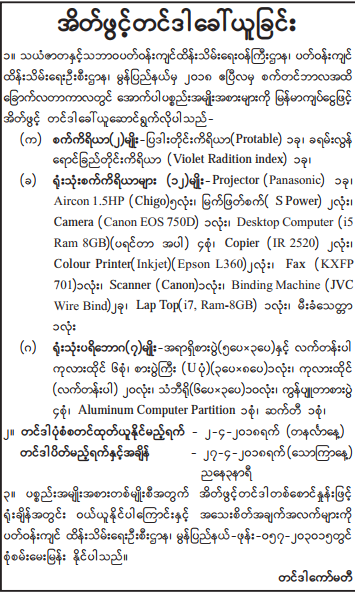 အိတ်ဖွင့်တင်ဒါခေါ်ယူခြင်း
၁။ သယံဇာတနှင့်သဘာဝပတ်ဝန်းကျင်ထိန်းသိမ်းရေးဝန်ကြီးဌာန၊ ပတ်ဝန်းကျင်
ထိန်းသိမ်းရေးဦးစီးဌာန၊ မွန်ပြည်နယ်မှ ၂၀၁၈ ဧပြီလမှ စက်တင်ဘာလအထိ
ခြောက်လတာကာလတွင် အောက်ပါပစ္စည်းအမျိုးအစားများကို မြန်မာကျပ်ငွေဖြင့်
အိတ်ဖွင့် တင်ဒါခေါ်ယူဆောင်ရွက်လိုပါသည်-
(က) စက်ကိရိယာ(၂)မျိုး-ပြဒါးတိုင်းကိရိယာ(Protable) ၁ခု၊ ခရမ်းလွန်
ရောင်ခြည်တိုင်းကိရိယာ (Violet Radition index) ၁ခု၊
(ခ) ရုံးသုံးစက်ကိရိယာများ (၁၂)မျိုး-Projector (Panasonic) ၁ခု၊
Aircon 1.5HP (Chigo)၅လုံး၊ မြက်ဖြတ်စက်( S Power) ၂လုံး၊
Camera (Canon EOS 750D) ၁လုံး၊ Desktop Computer (i5
Ram 8GB)(ပရင်တာ အပါ) ၄စုံ၊ Copier (IR 2520) ၂လုံး၊
Colour Printer(Inkjet)(Epson L360)၂လုံး၊ Fax (KXFP
701)၁လုံး၊ Scanner (Canon)၁လုံး၊ Binding Machine (JVC
Wire Bind)၂ခု၊ Lap Top(i7, Ram-8GB) ၁လုံး၊ မီးခံသေတ္တာ
၁လုံး
(ဂ) ရုံးသုံးပရိဘောဂ(၇)မျိုး-အရာရှိစားပွဲ(၅ပေ×၃ပေ)နှင့် လက်တန်းပါ
ကုလားထိုင် ၆စုံ၊ စားပွဲကြီး (U ပုံ)(၃ပေ×၈ပေ)၁လုံး၊ ကုလားထိုင်
(လက်တန်းပါ) ၂၀လုံး၊ သံဘီရို(၆ပေ×၃ပေ)၁၀လုံး၊ ကွန်ပျူတာစားပွဲ
၄စုံ၊ Aluminum Computer Partition ၁စုံ၊ ဆက်တီ ၁စုံ၊
၂။ တင်ဒါပုံစံစတင်ထုတ်ယူနိုင်မည့်ရက် - ၂-၄-၂၀၁၈ရက် (တနင်္လာနေ့)
တင်ဒါပိတ်မည့်ရက်နှင့်အချိန် - ၂၇-၄-၂၀၁၈ရက်(သောကြာနေ့)
ညနေ၃နာရီ
၃။ ပစ္စည်းအမျိုးအစားတစ်မျိုးစီအတွက် အိတ်ဖွင့်တင်ဒါတစ်စောင်နှုန်းဖြင့်
ရုံးချိန်အတွင်း ဝယ်ယူနိုင်ပါကြောင်းနှင့် အသေးစိတ်အချက်အလက်များကို
ပတ်ဝန်းကျင် ထိန်းသိမ်းရေးဦးစီးဌာန၊ မွန်ပြည်နယ်-ဖုန်း-၀၅၇-၂၀၃၀၁၅တွင်
စုံစမ်းမေးမြန်း နိုင်ပါသည်။
တင်ဒါကော်မတီ